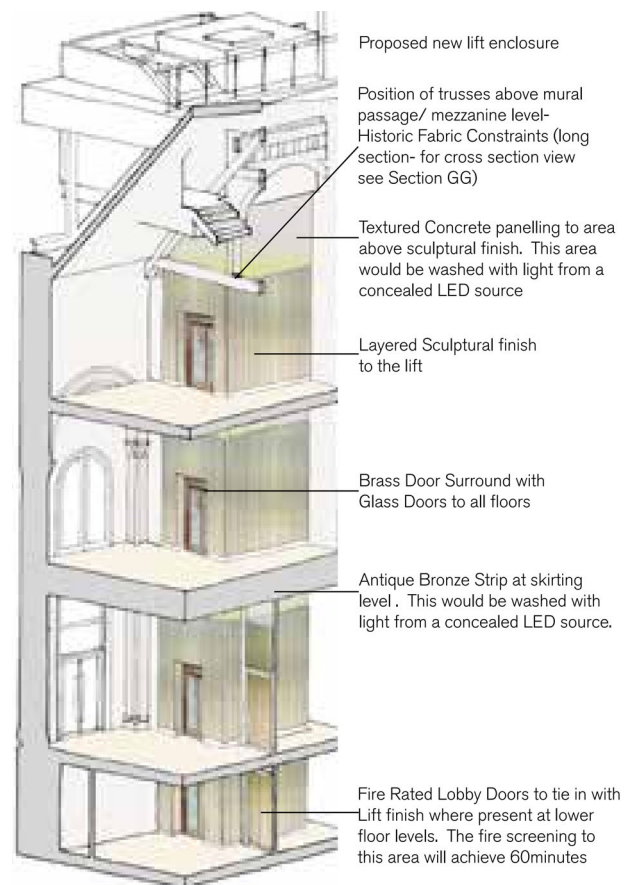 Proposed new lift enclosure
Position of trusses above mural
passage/ mezzanine level-
Historic Fabric Constraints (long
section- for cross section view
see Section GG)
Textured Concrete panelling to area
above sculptural finish.  This area
would be washed with light from a
concealed LED source
Layered Sculptural finish
to the lift
Brass Door Surround with
Glass Doors to all floors
Antique Bronze Strip at skirting
level .  This would be washed with
light from a concealed LED source.
Fire Rated Lobby Doors to tie in with
Lift finish where present at lower
floor levels.  The fire screening to
this area will achieve 60minutes